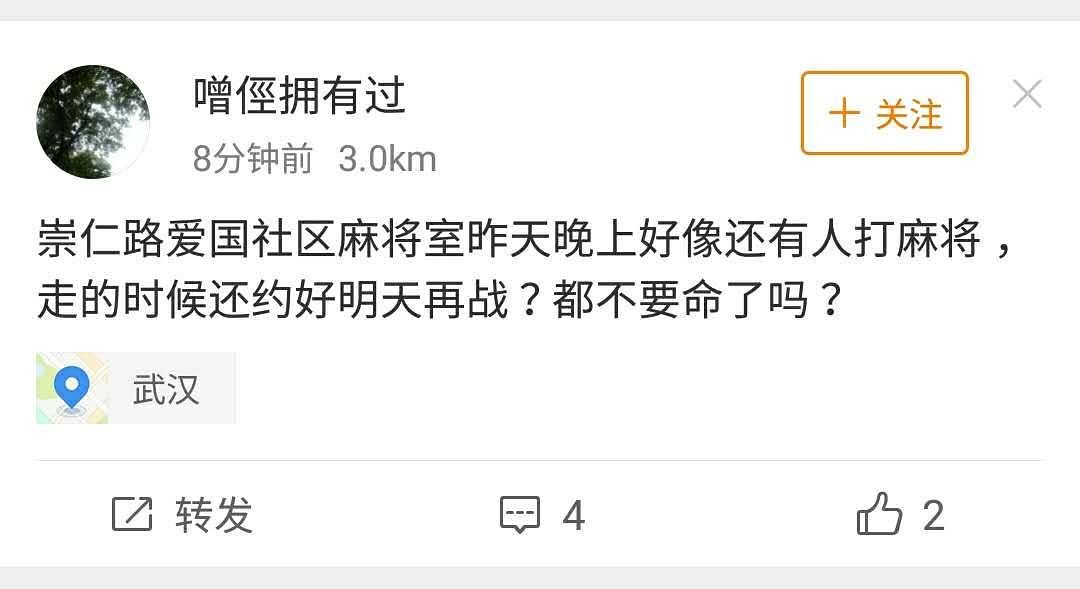 噌俓拥有过
＋ 关注
8分钟前 3.0km
崇仁路爱国社区麻将室昨天晚上好像还有人打麻将，
走的时候还约好明天再战？都不要命了吗？
武汉
转发 4 2